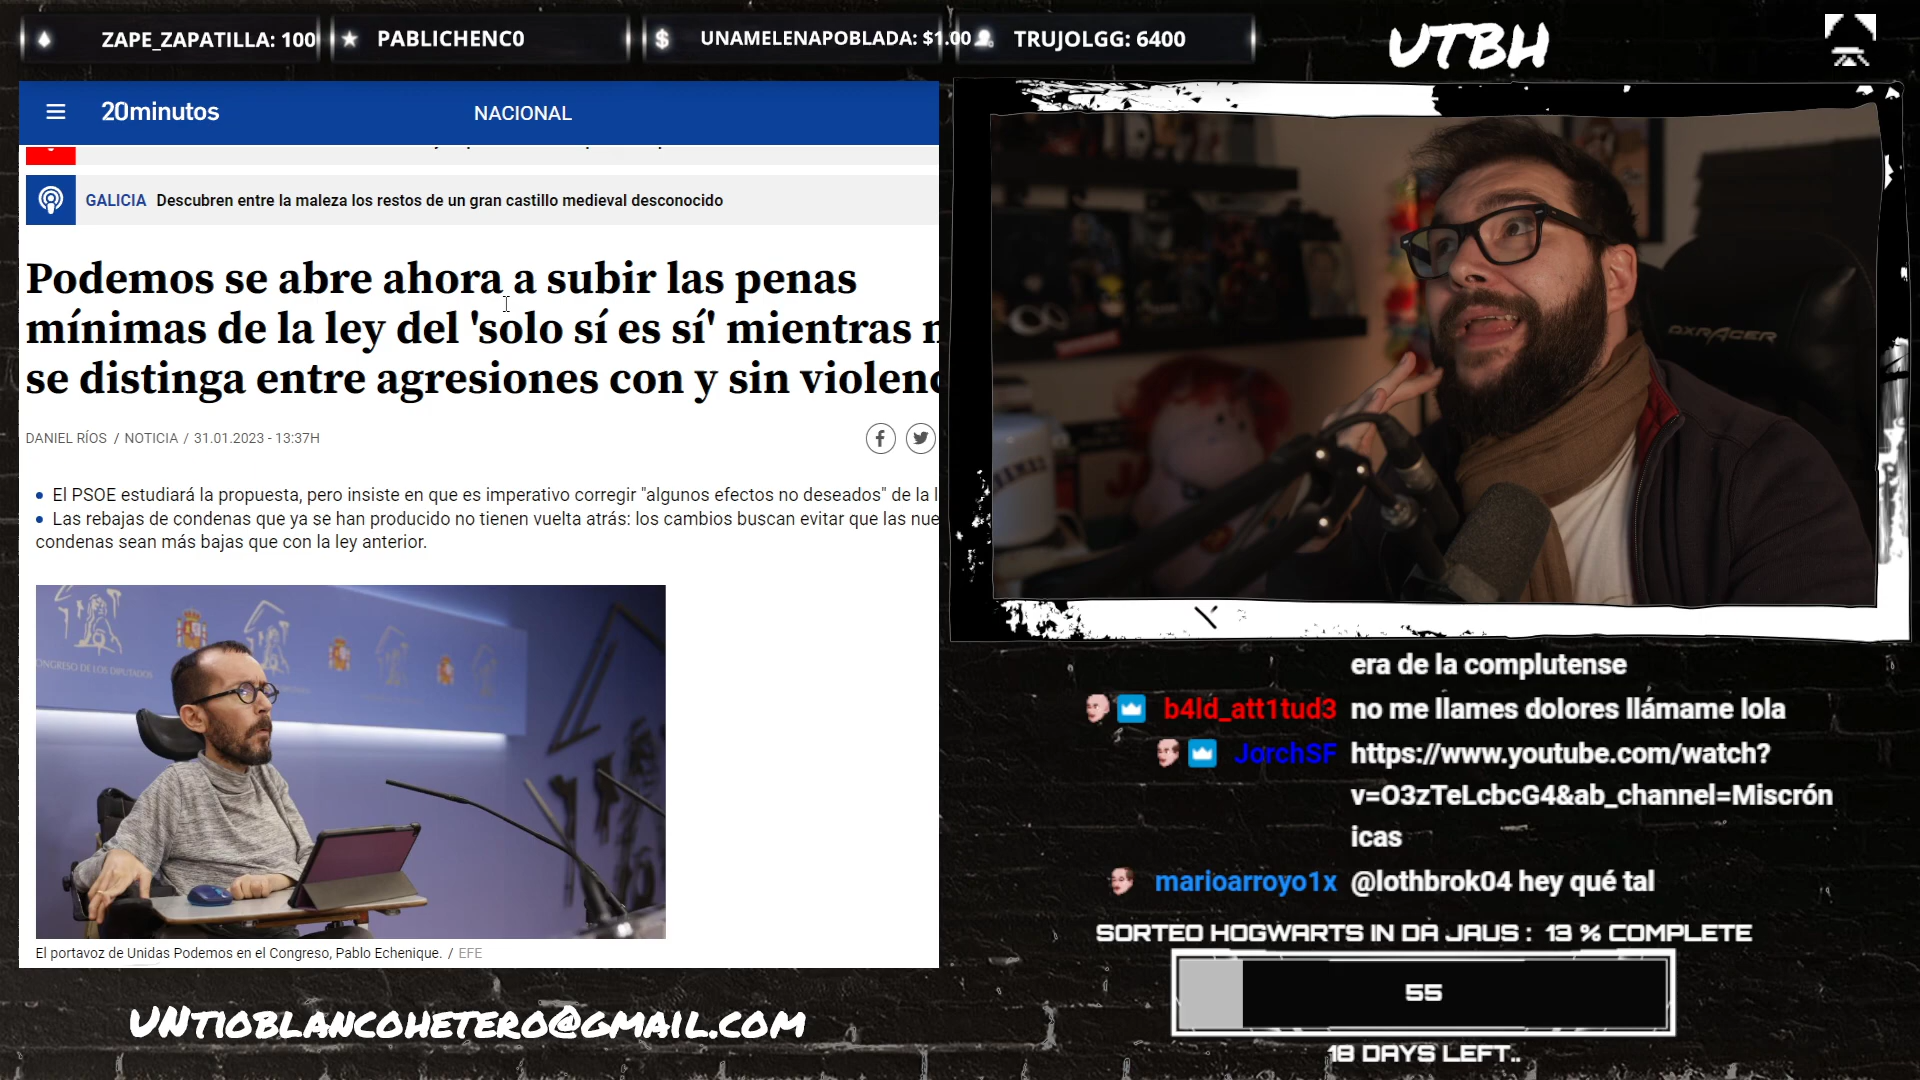 ZAPE_ZAPATILLA: 100
PABLICHENC0
UNAMELENAPOBLADA: $1.00
TRUJOLGG: 6400
UTBH
20minutos
NACIONAL
GALICIA Descubren entre la maleza los restos de un gran castillo medieval desconocido
Podemos se abre ahora a subir las penas
mínimas de la ley del 'solo sí es sí' mientras
se distinga entre agresiones con y sin
DANIEL RÍOS / NOTICIA / 31.01.2023 - 13:37H
El PSOE estudiará la propuesta, pero insiste en que es imperativo corregir "algunos efectos no deseados" de la
Las rebajas de condenas que ya se han producido no tienen vuelta atrás: los cambios buscan evitar que las
condenas sean más bajas que con la ley anterior.
CONGRESO DE LOS DIPUTADOS
El portavoz de Unidas Podemos en el Congreso, Pablo Echenique. / EFE
UNtioblancohetero@gmail.com
DXRACER
era de la complutense
b4ld_att1tud3 no me llames dolores llámame lola
JorchSF https://www.youtube.com/watch?
v=O3zTeLcbcG4&ab_channel=Miscrón
icas
marioarroyo1x @lothbrok04 hey qué tal
SORTEO HOGWARTS IN DA JAUS : 13 % COMPLETE
55
18 DAYS LEFT..